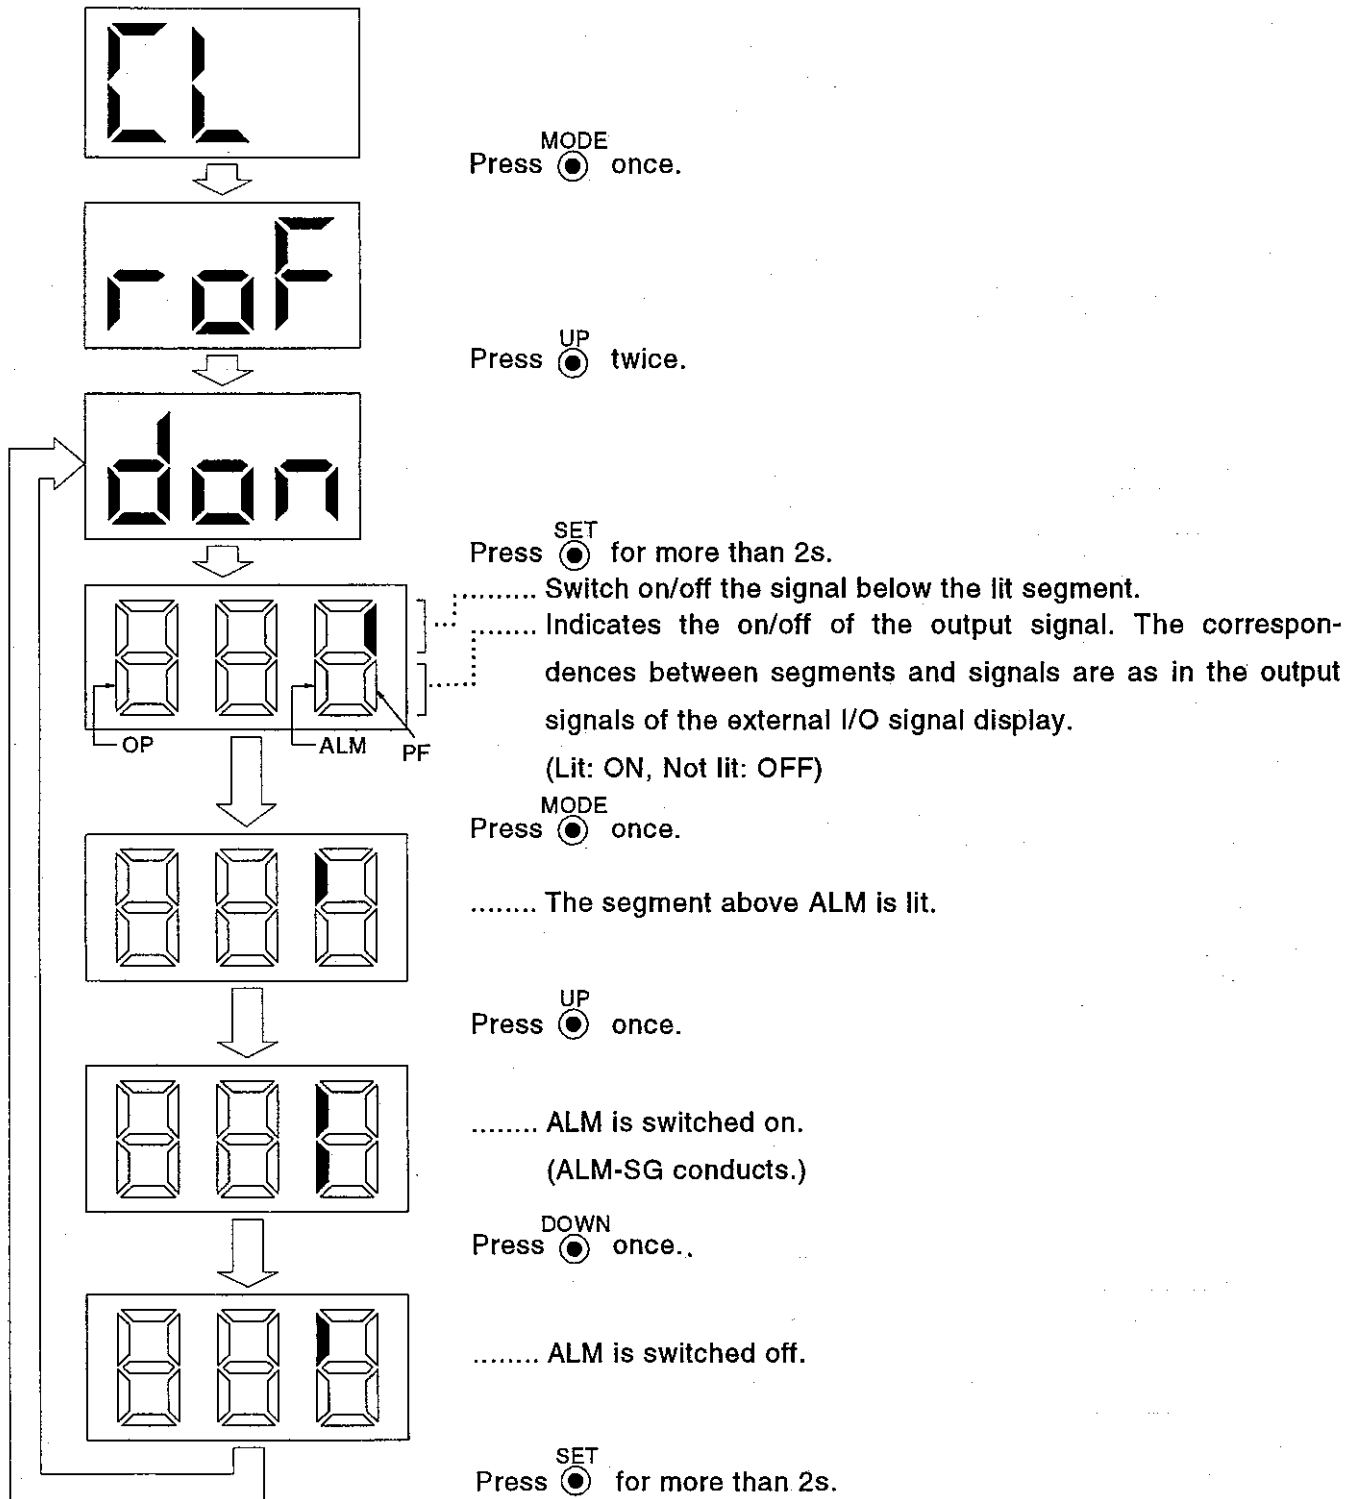 CL
MODE
Press once.
roF
UP
Press twice.
don
SET
Press for more than 2s.
......... Switch on/off the signal below the lit segment.
........ Indicates the on/off of the output signal. The correspon-
dences between segments and signals are as in the output
signals of the external I/O signal display.
OP ALM PF
(Lit: ON, Not lit: OFF)
MODE
Press once.
........ The segment above ALM is lit.
UP
Press once.
........ ALM is switched on.
(ALM-SG conducts.)
DOWN
Press once.
........ ALM is switched off.
SET
Press for more than 2s.